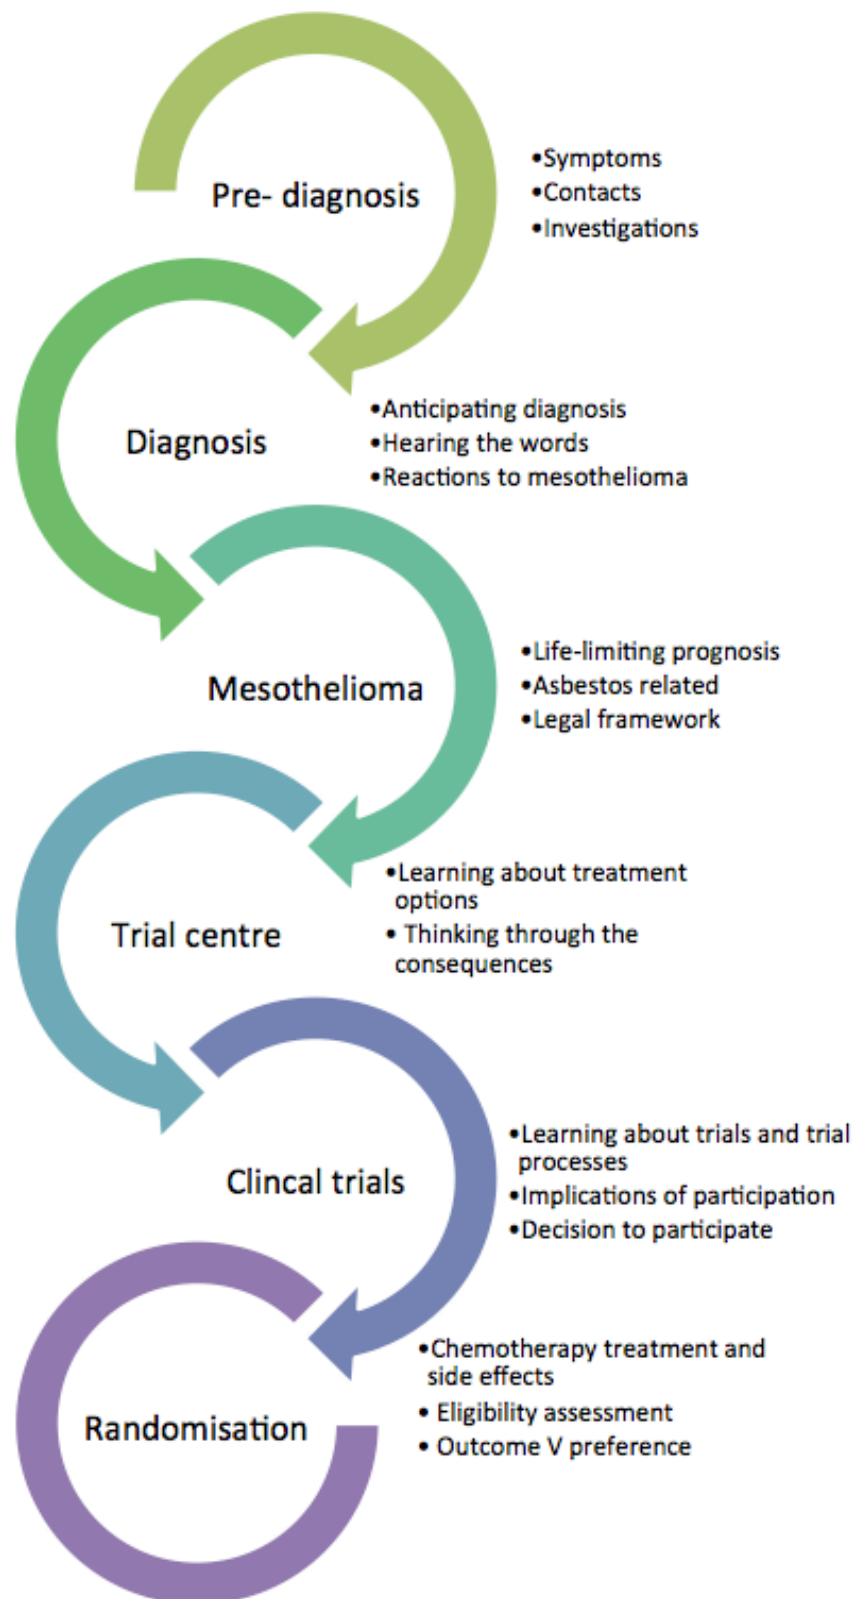 Pre- diagnosis
•Symptoms
•Contacts
•Investigations
Diagnosis
•Anticipating diagnosis
•Hearing the words
•Reactions to mesothelioma
Mesothelioma
•Life-limiting prognosis
•Asbestos related
•Legal framework
Trial centre
•Learning about treatment
options
• Thinking through the
consequences
Clincal trials
•Learning about trials and trial
processes
•Implications of participation
•Decision to participate
Randomisation
•Chemotherapy treatment and
side effects
• Eligibility assessment
• Outcome V preference